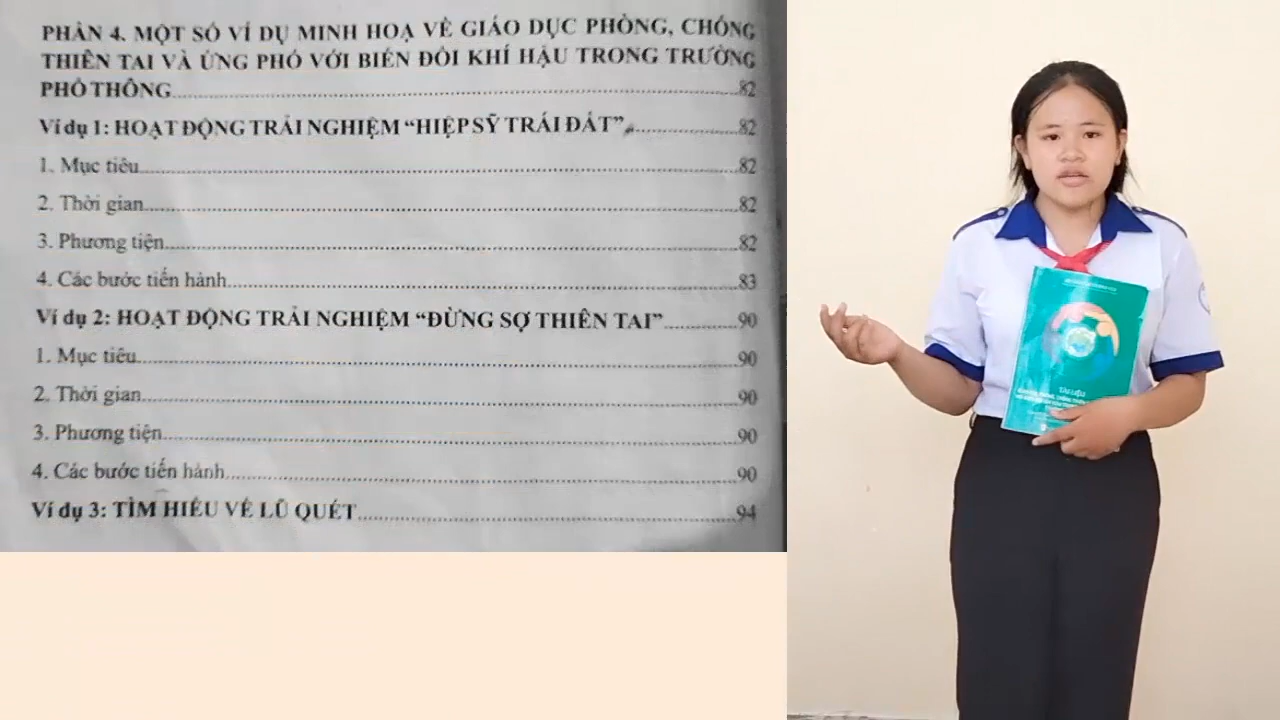 PHẦN 4. MỘT SỐ VÍ DỤ MINH HOẠ VỀ GIÁO DỤC PHÒNG, CHỐNG
THIÊN TAI VÀ ỨNG PHÓ VỚI BIẾN ĐỔI KHÍ HẬU TRONG TRƯỜNG
PHỔ THÔNG.....82
Ví dụ 1: HOẠT ĐỘNG TRẢI NGHIỆM “HIỆP SỸ TRÁI ĐẤT”.....82
1. Mục tiêu.....82
2. Thời gian.....82
3. Phương tiện.....82
4. Các bước tiến hành.....83
Ví dụ 2: HOẠT ĐỘNG TRẢI NGHIỆM “ĐỪNG SỢ THIÊN TAI”.....90
1. Mục tiêu.....90
2. Thời gian.....90
3. Phương tiện.....90
4. Các bước tiến hành.....90
Ví dụ 3: TÌM HIỂU VỀ LŨ QUÉT.....94
TÀI LIỆU